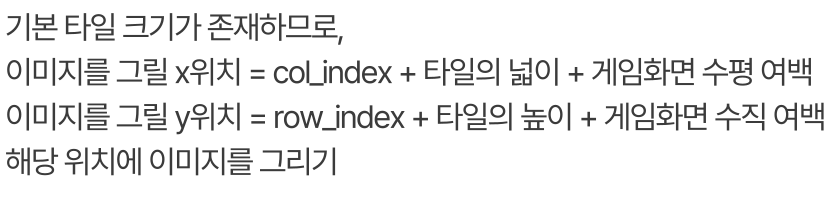 기본 타일 크기가 존재하므로,
이미지를 그릴 x위치 = col_index + 타일의 넓이 + 게임화면 수평 여백
이미지를 그릴 y위치 = row_index + 타일의 높이 + 게임화면 수직 여백
해당 위치에 이미지를 그리기